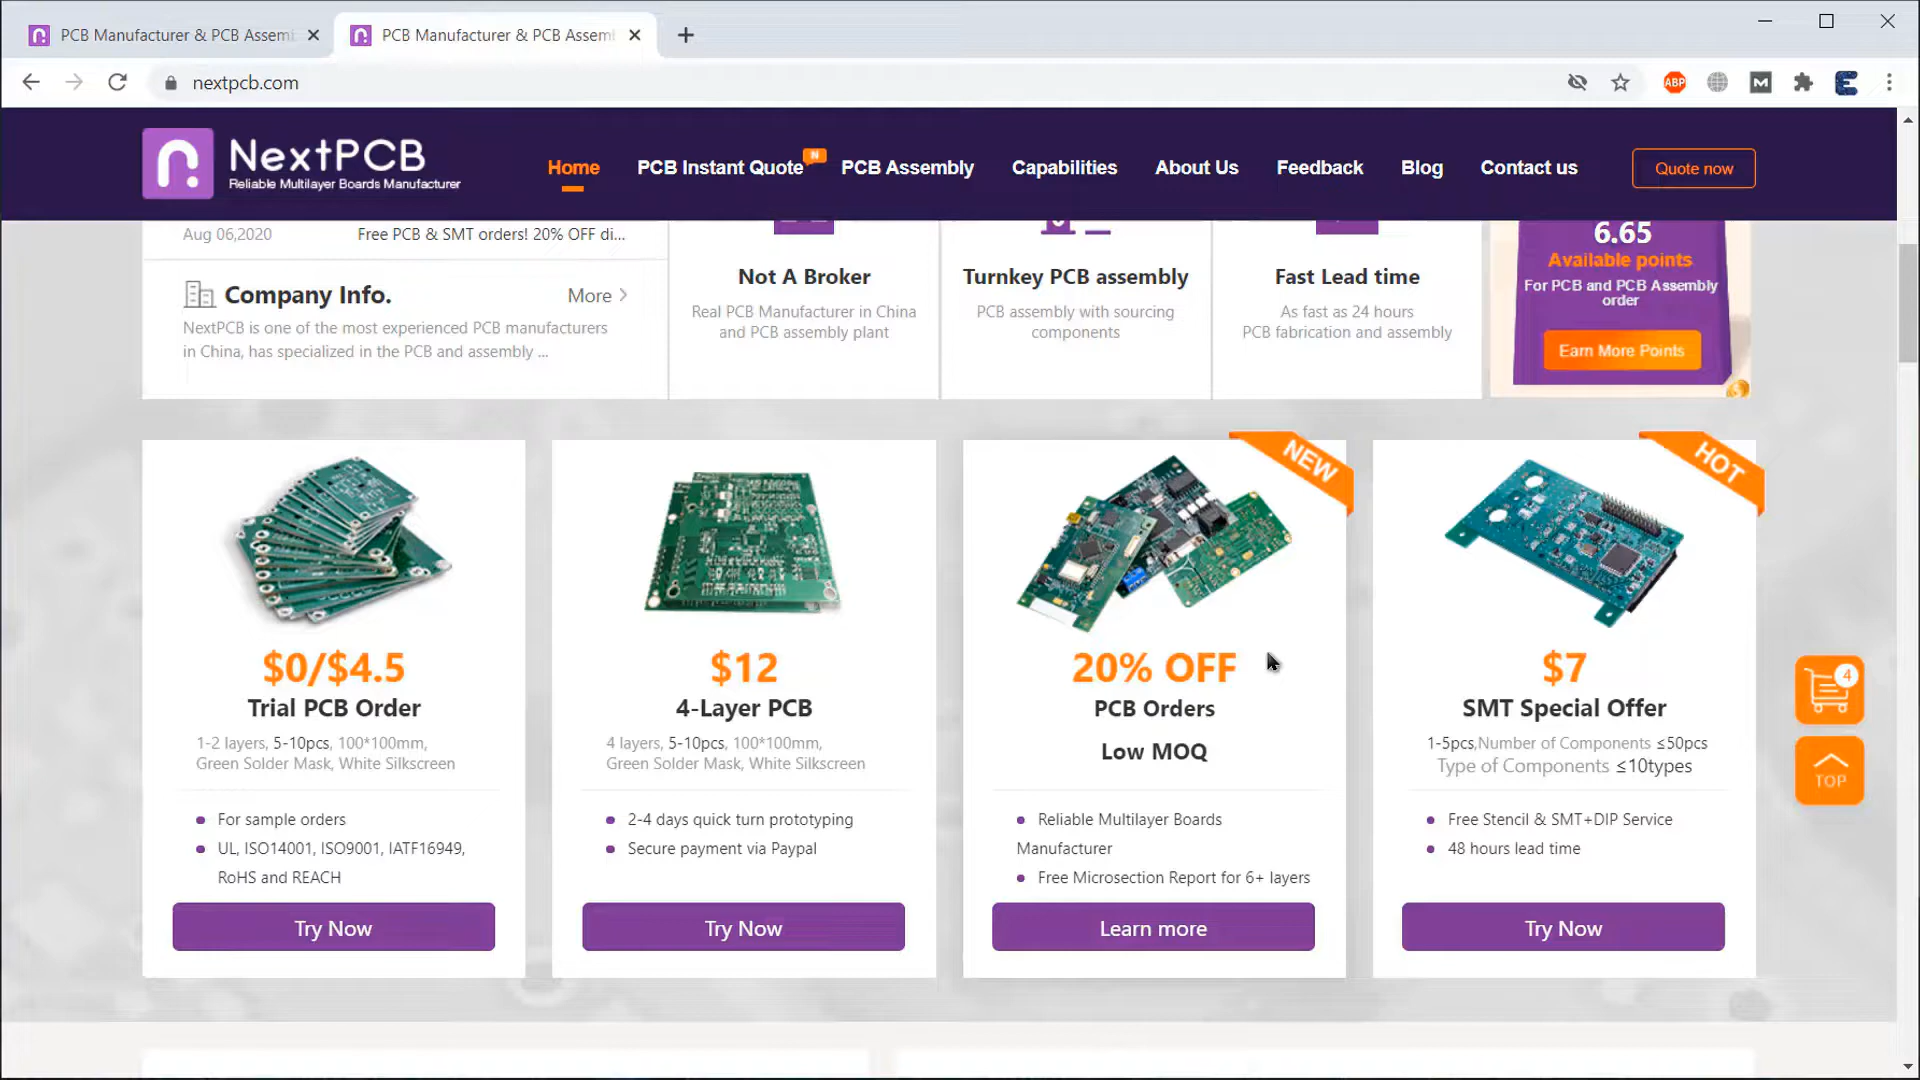 PCB Manufacturer & PCB Assem
PCB Manufacturer & PCB Assem
nextpcb.com
ABP
M
NextPCB
Reliable Multilayer Boards Manufacturer
Home
PCB Instant Quote
N
PCB Assembly
Capabilities
About Us
Feedback
Blog
Contact us
Quote now
Aug 06,2020
Free PCB & SMT orders! 20% OFF di...
Company Info.
More
NextPCB is one of the most experienced PCB manufacturers
in China, has specialized in the PCB and assembly ...
Not A Broker
Real PCB Manufacturer in China
and PCB assembly plant
Turnkey PCB assembly
PCB assembly with sourcing
components
Fast Lead time
As fast as 24 hours
PCB fabrication and assembly
6.65
Available points
For PCB and PCB Assembly
order
Earn More Points
$0/$4.5
Trial PCB Order
1-2 layers, 5-10pcs, 100*100mm,
Green Solder Mask, White Silkscreen
For sample orders
UL, ISO14001, ISO9001, IATF16949,
RoHS and REACH
Try Now
$12
4-Layer PCB
4 layers, 5-10pcs, 100*100mm,
Green Solder Mask, White Silkscreen
2-4 days quick turn prototyping
Secure payment via Paypal
Try Now
NEW
20% OFF
PCB Orders
Low MOQ
Reliable Multilayer Boards
Manufacturer
Free Microsection Report for 6+ layers
Learn more
HOT
$7
SMT Special Offer
1-5pcs,Number of Components ≤50pcs
Type of Components ≤10types
Free Stencil & SMT+DIP Service
48 hours lead time
Try Now
4
TOP